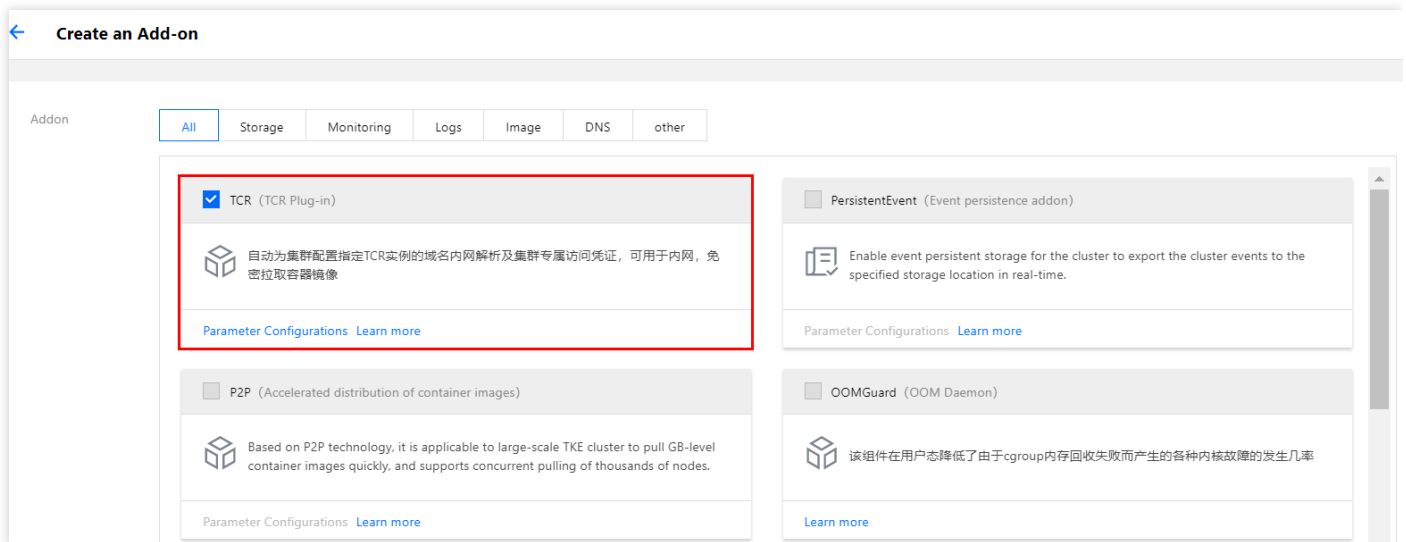 Create an Add-on
Addon
All
Storage
Monitoring
Logs
Image
DNS
other
TCR (TCR Plug-in)
自动为集群配置指定TCR实例的域名内网解析及集群专属访问凭证，可用于内网，免
密拉取容器镜像
Parameter Configurations Learn more
PersistentEvent (Event persistence addon)
Enable event persistent storage for the cluster to export the cluster events to the
specified storage location in real-time.
Parameter Configurations Learn more
P2P (Accelerated distribution of container images)
Based on P2P technology, it is applicable to large-scale TKE cluster to pull GB-level
container images quickly, and supports concurrent pulling of thousands of nodes.
Parameter Configurations Learn more
OOMGuard (OOM Daemon)
该组件在用户态降低了由于cgroup内存回收失败而产生的各种内核故障的发生几率
Learn more